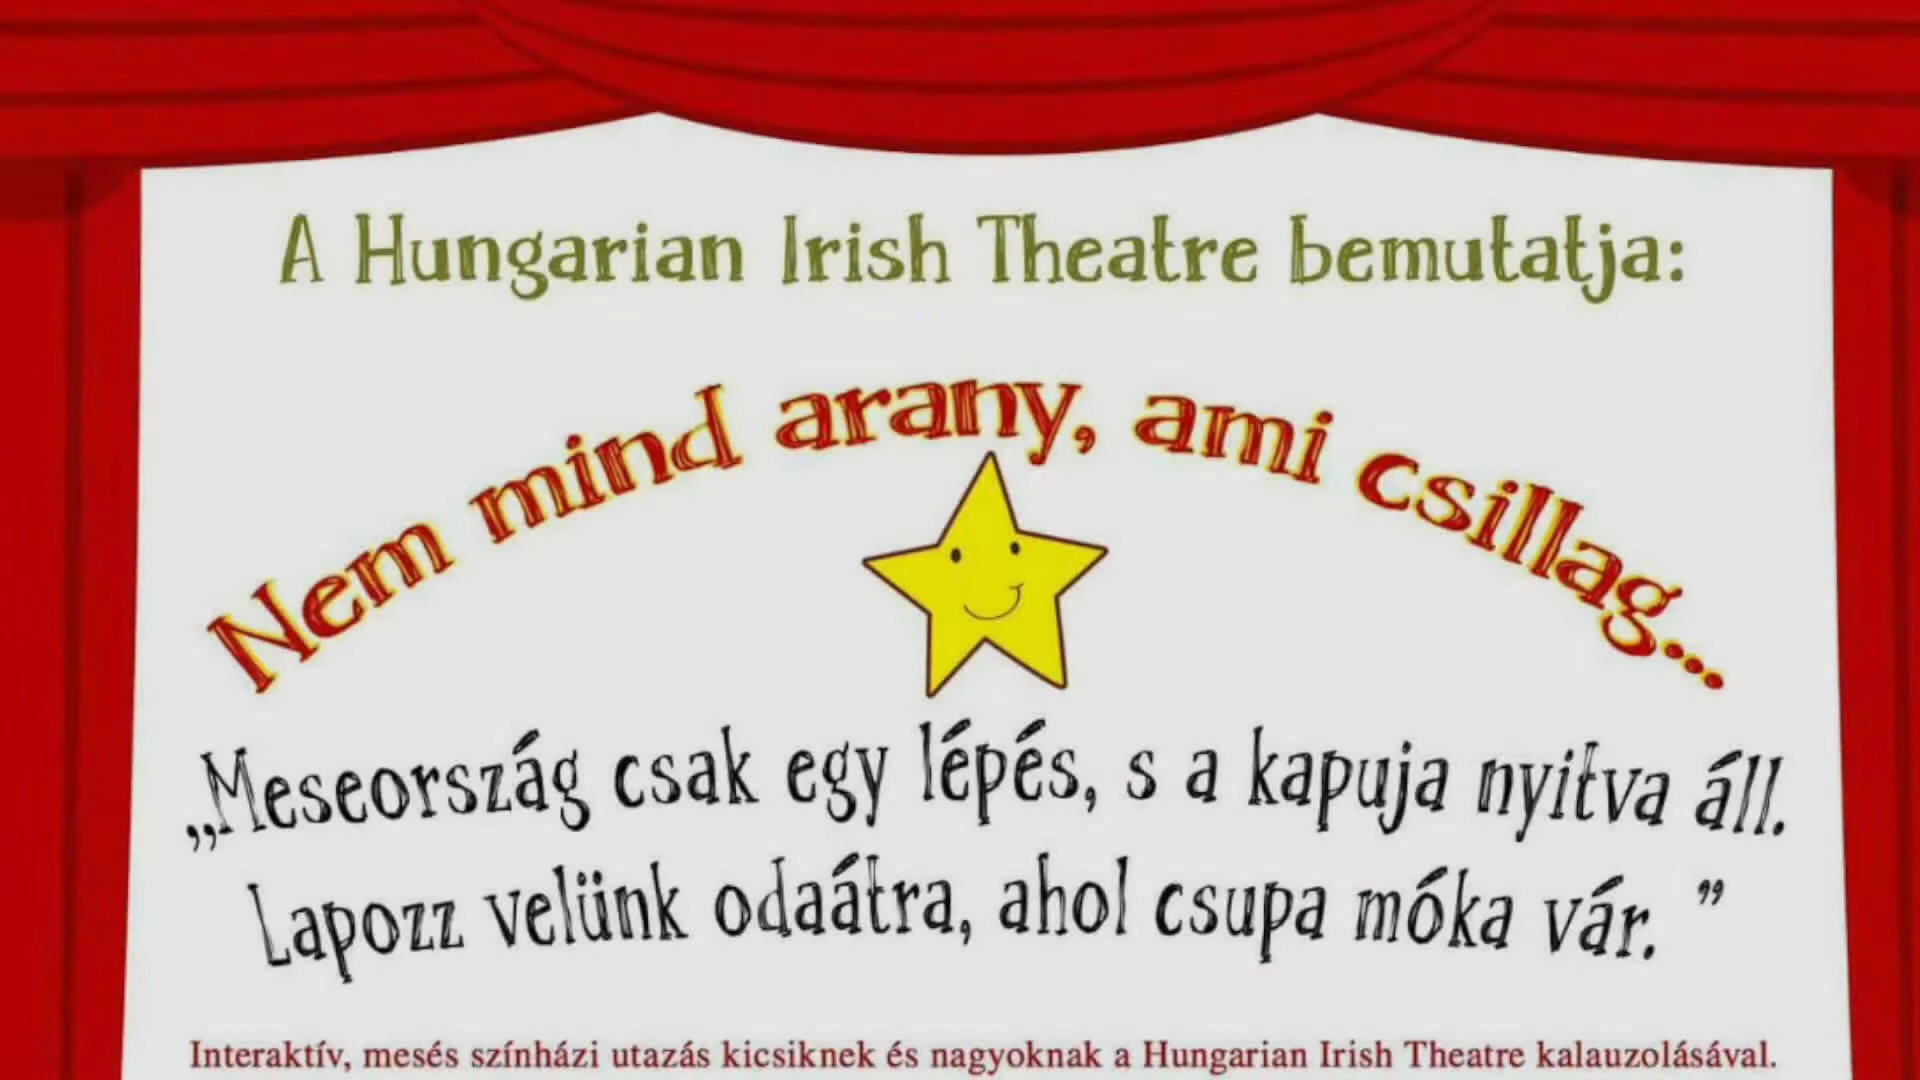 A Hungarian Irish Theatre bemutatja:
Nem mind arany, ami csillag...
„Meseország csak egy lépés, s a kapuja nyitva áll.
Lapozz velünk odaátra, ahol csupa móka vár. ”
Interaktív, mesés színházi utazás kicsiknek és nagyoknak a Hungarian Irish Theatre kalauzolásával.